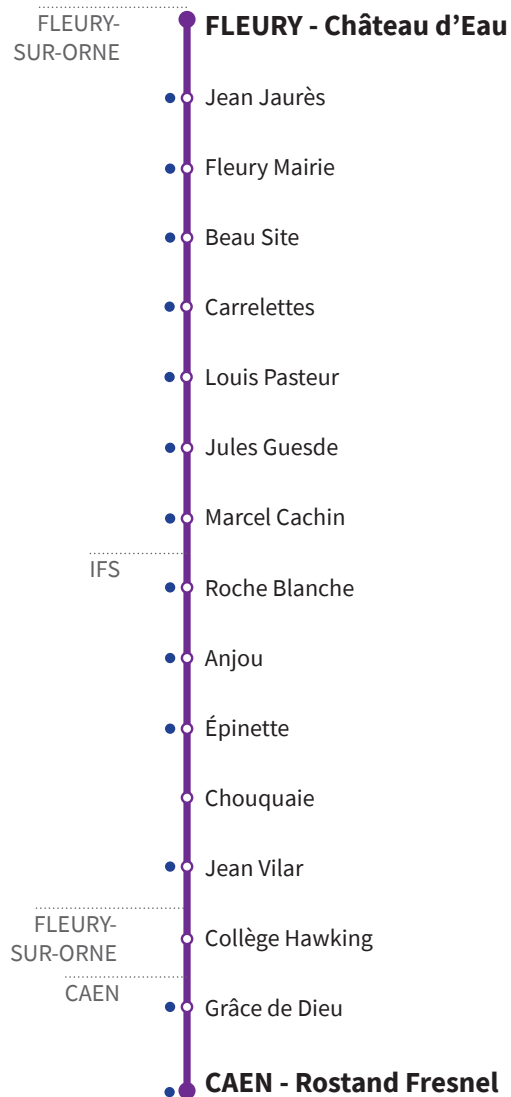 FLEURY-
SUR-ORNE
FLEURY - Château d’Eau
Jean Jaurès
Fleury Mairie
Beau Site
Carrelettes
Louis Pasteur
Jules Guesde
Marcel Cachin
IFS
Roche Blanche
Anjou
Épinette
Chouquaie
Jean Vilar
FLEURY-
SUR-ORNE
Collège Hawking
CAEN
Grâce de Dieu
CAEN - Rostand Fresnel